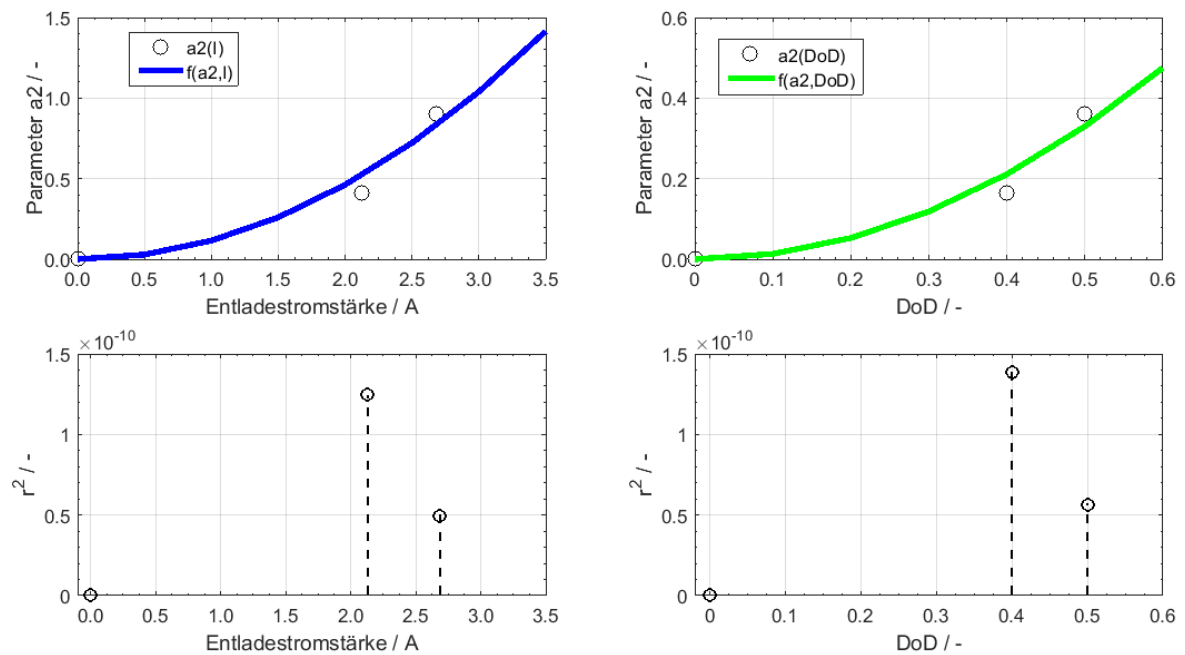 1.5
1.0
0.5
0.0
Parameter a2 / -
a2(I)
f(a2,I)
0.0 0.5 1.0 1.5 2.0 2.5 3.0 3.5
Entladestromstärke / A
0.6
0.4
0.2
0.0
Parameter a2 / -
a2(DoD)
f(a2,DoD)
0 0.1 0.2 0.3 0.4 0.5 0.6
DoD / -
×10^-10
1.5
1
0.5
0
r^2 / -
0.0 0.5 1.0 1.5 2.0 2.5 3.0 3.5
Entladestromstärke / A
×10^-10
1.5
1
0.5
0
r^2 / -
0 0.1 0.2 0.3 0.4 0.5 0.6
DoD / -